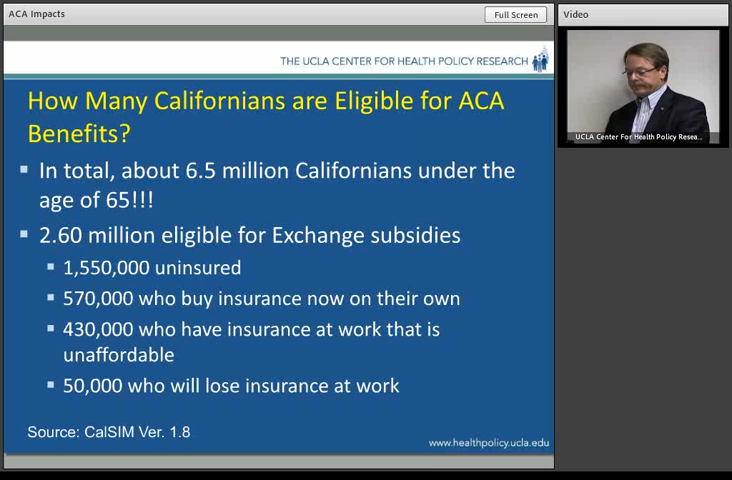 ACA Impacts
Full Screen
Video
THE UCLA CENTER FOR HEALTH POLICY RESEARCH
How Many Californians are Eligible for ACA
Benefits?
In total, about 6.5 million Californians under the
age of 65!!!
2.60 million eligible for Exchange subsidies
1,550,000 uninsured
570,000 who buy insurance now on their own
430,000 who have insurance at work that is
unaffordable
50,000 who will lose insurance at work
Source: CalSIM Ver. 1.8
www.healthpolicy.ucla.edu
UCLA Center For Health Policy Resea...